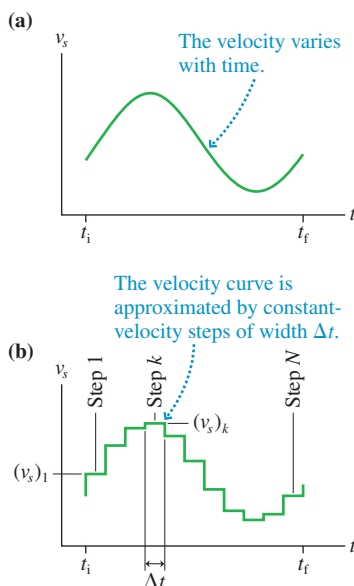 (a)
v_s
The velocity varies
with time.
t_i
t_f
t
The velocity curve is
approximated by constant-
velocity steps of width Δt.
(b)
v_s
Step 1
Step k
Step N
(v_s)_k
(v_s)_1
t_i
t_f
t
Δt